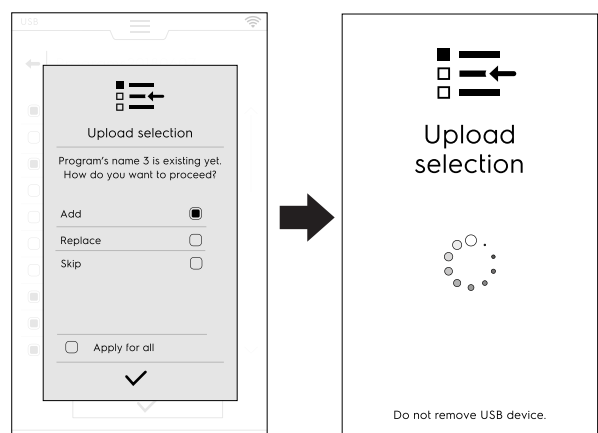 USB
Upload selection
Program's name 3 is existing yet.
How do you want to proceed?
Add
Replace
Skip
Apply for all
Upload
selection
Do not remove USB device.